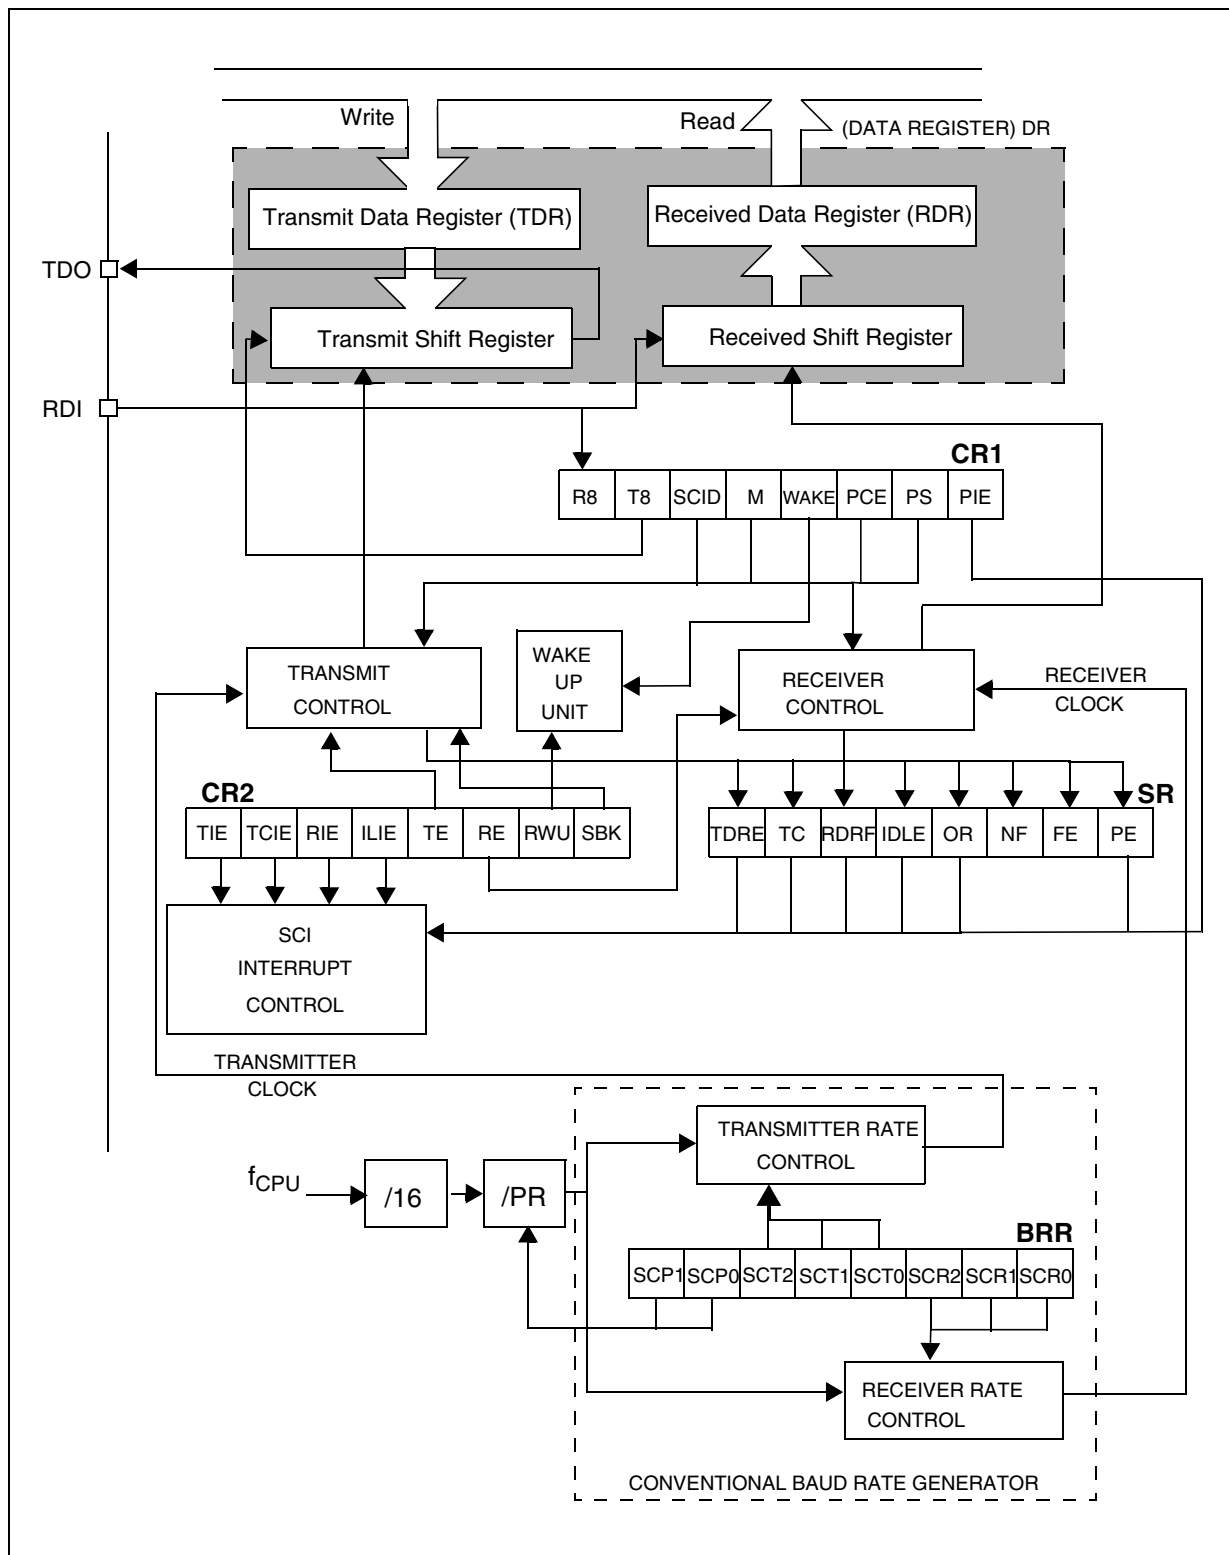 Write
Read
(DATA REGISTER) DR
Transmit Data Register (TDR)
Received Data Register (RDR)
TDO
Transmit Shift Register
Received Shift Register
RDI
CR1
R8 T8 SCID M WAKE PCE PS PIE
TRANSMIT
CONTROL
WAKE
UP
UNIT
RECEIVER
CONTROL
RECEIVER
CLOCK
CR2
TIE TCIE RIE ILIE TE RE RWU SBK
SR
TDRE TC RDRF IDLE OR NF FE PE
SCI
INTERRUPT
CONTROL
TRANSMITTER
CLOCK
TRANSMITTER RATE
CONTROL
fCPU
/16
/PR
BRR
SCP1 SCP0 SCT2 SCT1 SCT0 SCR2 SCR1 SCR0
RECEIVER RATE
CONTROL
CONVENTIONAL BAUD RATE GENERATOR